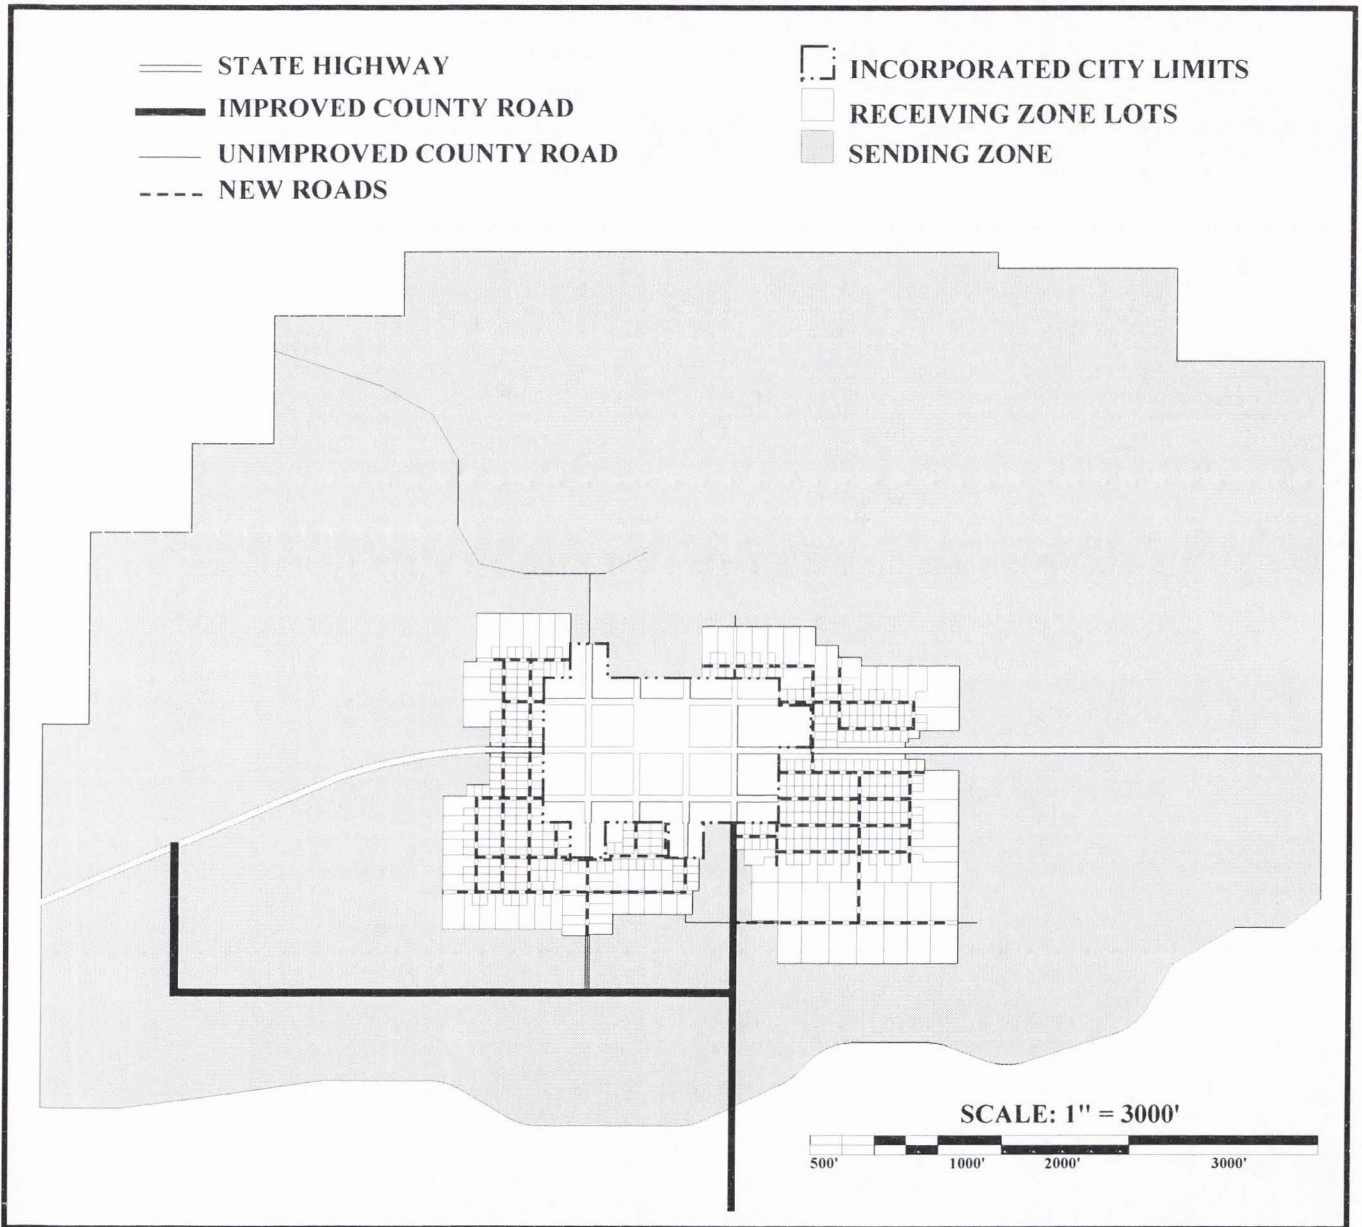 STATE HIGHWAY
IMPROVED COUNTY ROAD
UNIMPROVED COUNTY ROAD
NEW ROADS
INCORPORATED CITY LIMITS
RECEIVING ZONE LOTS
SENDING ZONE
SCALE: 1" = 3000'
500' 1000' 2000' 3000'